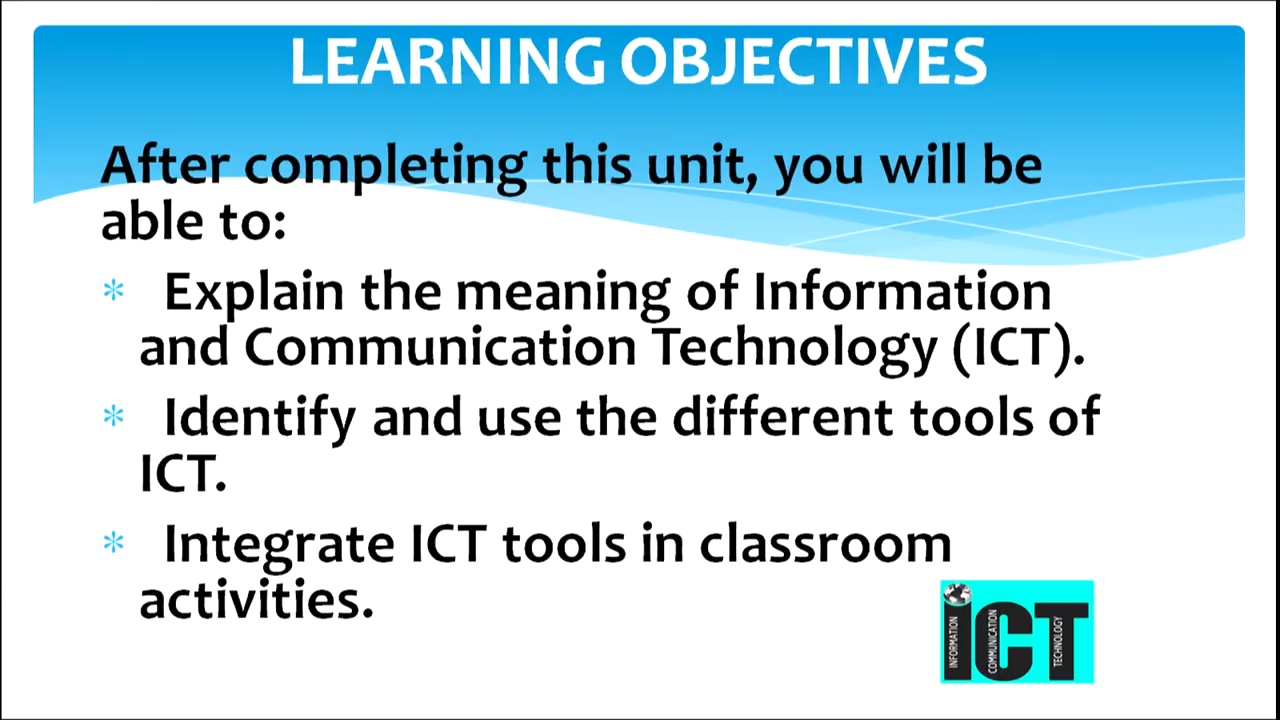 LEARNING OBJECTIVES
After completing this unit, you will be
able to:
* Explain the meaning of Information
and Communication Technology (ICT).
* Identify and use the different tools of
ICT.
* Integrate ICT tools in classroom
activities.
iCT
INFORMATION
COMMUNICATION
TECHNOLOGY